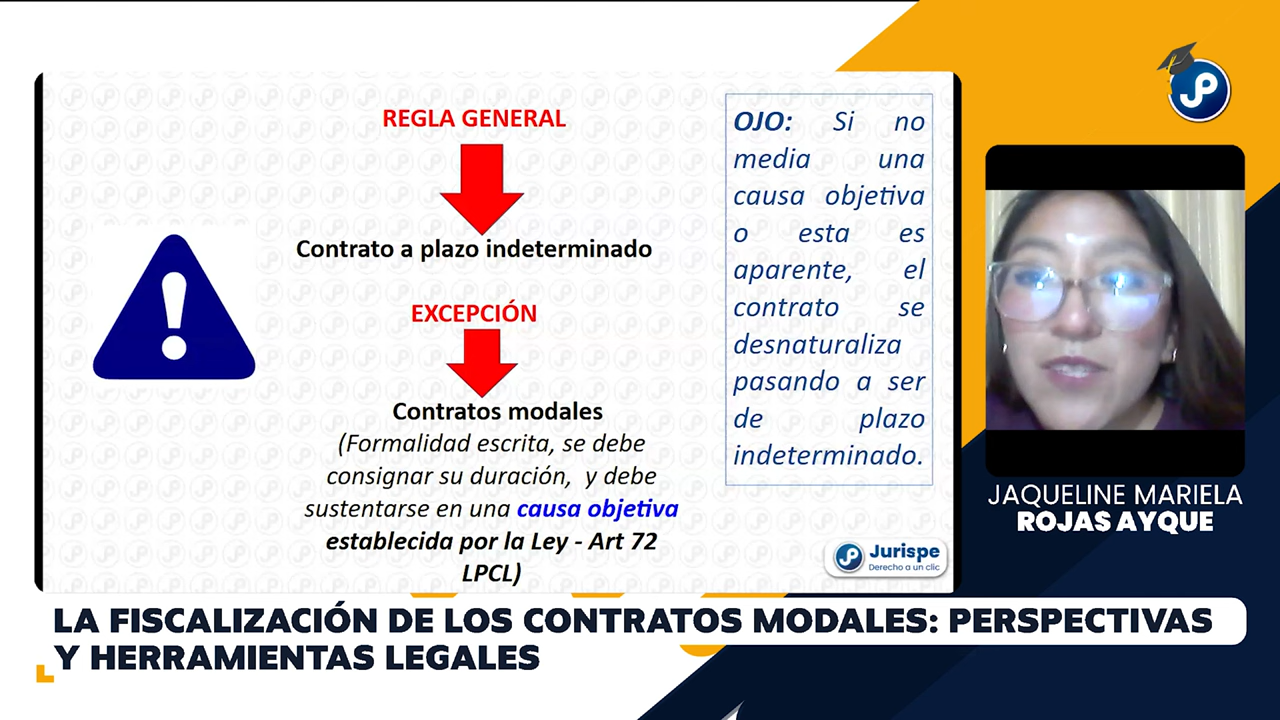 REGLA GENERAL
Contrato a plazo indeterminado
EXCEPCIÓN
Contratos modales
(Formalidad escrita, se debe
consignar su duración, y debe
sustentarse en una causa objetiva
establecida por la Ley - Art 72
LPCL)
OJO: Si no
media una
causa objetiva
o esta es
aparente, el
contrato se
desnaturaliza
pasando a ser
de plazo
indeterminado.
JP
Jurispe
Derecho a un clic
JP
JAQUELINE MARIELA
ROJAS AYQUE
LA FISCALIZACIÓN DE LOS CONTRATOS MODALES: PERSPECTIVAS
Y HERRAMIENTAS LEGALES